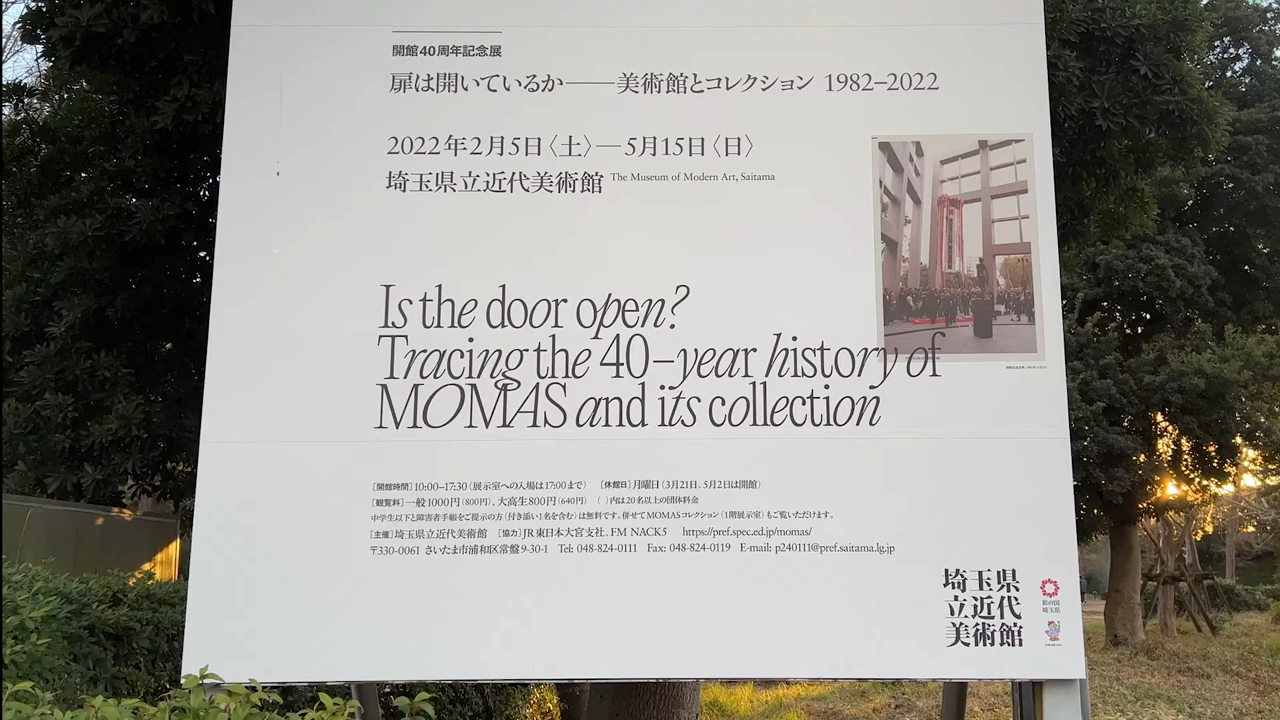 開館40周年記念展
扉は開いているか――美術館とコレクション 1982–2022
2022年2月5日〈土〉—5月15日〈日〉
埼玉県立近代美術館 The Museum of Modern Art, Saitama
Is the door open?
Tracing the 40–year history of
MOMAS and its collection
［開館時間］10:00–17:30（展示室への入場は17:00まで）　［休館日］月曜日（3月21日、5月2日は開館）
［観覧料］一般1000円（800円）、大高生800円（640円）　（ ）内は20名以上の団体料金
中学生以下と障害者手帳をご提示の方（付き添い1名を含む）は無料です。併せてMOMASコレクション（1階展示室）もご覧いただけます。
［主催］埼玉県立近代美術館　［協力］JR東日本大宮支社、FM NACK5　https://pref.spec.ed.jp/momas/
〒330-0061 さいたま市浦和区常盤9-30-1　Tel: 048-824-0111　Fax: 048-824-0119　E-mail: p240111@pref.saitama.lg.jp
埼玉県
立近代
美術館
彩の国
埼玉県